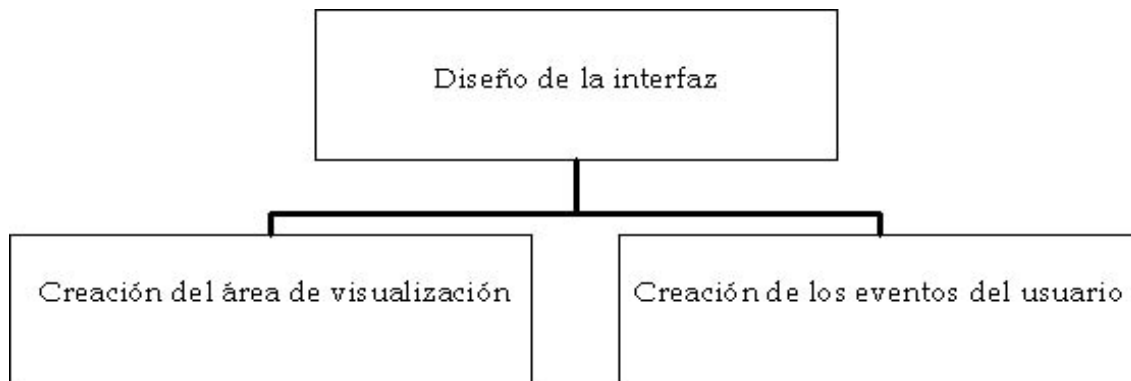 Diseño de la interfaz
Creación del área de visualización
Creación de los eventos del usuario